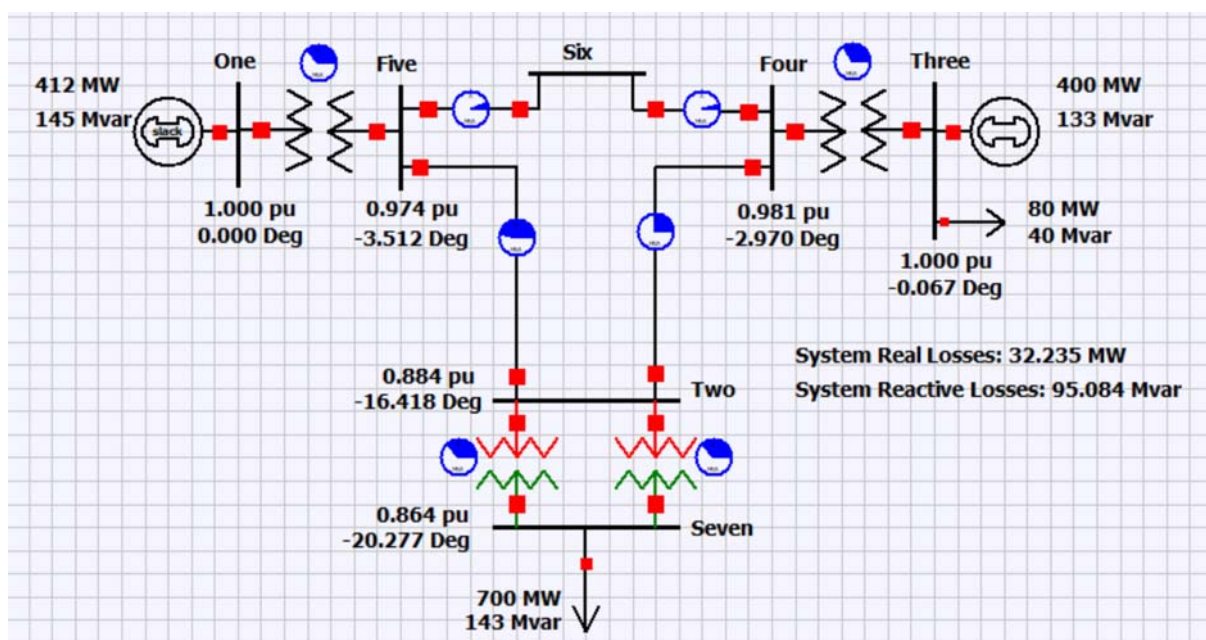 Six
One
Five
Four
Three
412 MW
145 Mvar
slack
400 MW
133 Mvar
1.000 pu
0.000 Deg
0.974 pu
-3.512 Deg
0.981 pu
-2.970 Deg
80 MW
40 Mvar
1.000 pu
-0.067 Deg
System Real Losses: 32.235 MW
System Reactive Losses: 95.084 Mvar
0.884 pu
-16.418 Deg
Two
0.864 pu
-20.277 Deg
Seven
700 MW
143 Mvar